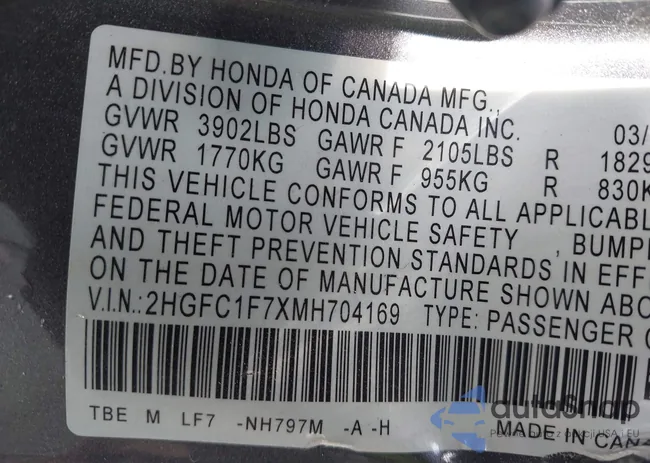 MFD.BY HONDA OF CANADA MFG.,
A DIVISION OF HONDA CANADA INC. 03/
GVWR 3902LBS GAWR F 2105LBS R 1829
GVWR 1770KG GAWR F 955KG R 830K
THIS VEHICLE CONFORMS TO ALL APPLICABL
FEDERAL MOTOR VEHICLE SAFETY , BUMP
AND THEFT PREVENTION STANDARDS IN EFF
ON THE DATE OF MANUFACTURE SHOWN ABO
V.I.N.:2HGFC1F7XMH704169 TYPE: PASSENGER C
TBE M LF7 -NH797M -A -H MADE IN CANA
autoSnap